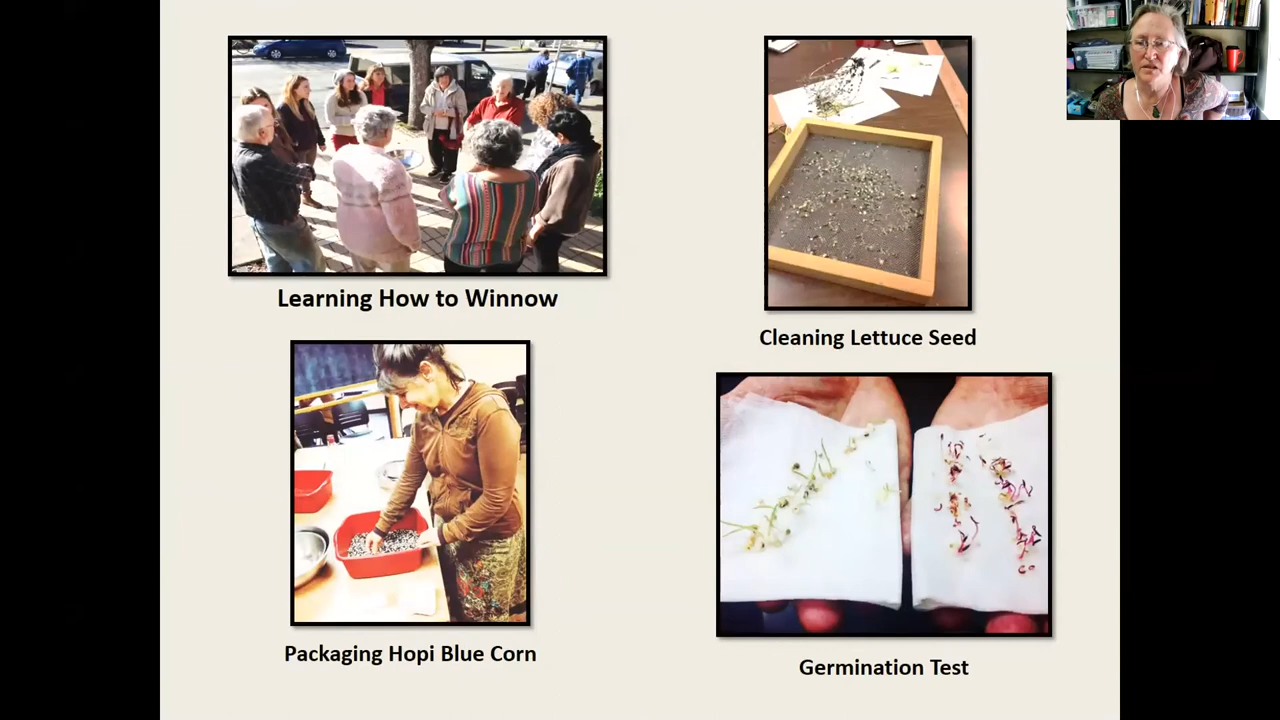 Learning How to Winnow
Cleaning Lettuce Seed
Packaging Hopi Blue Corn
Germination Test